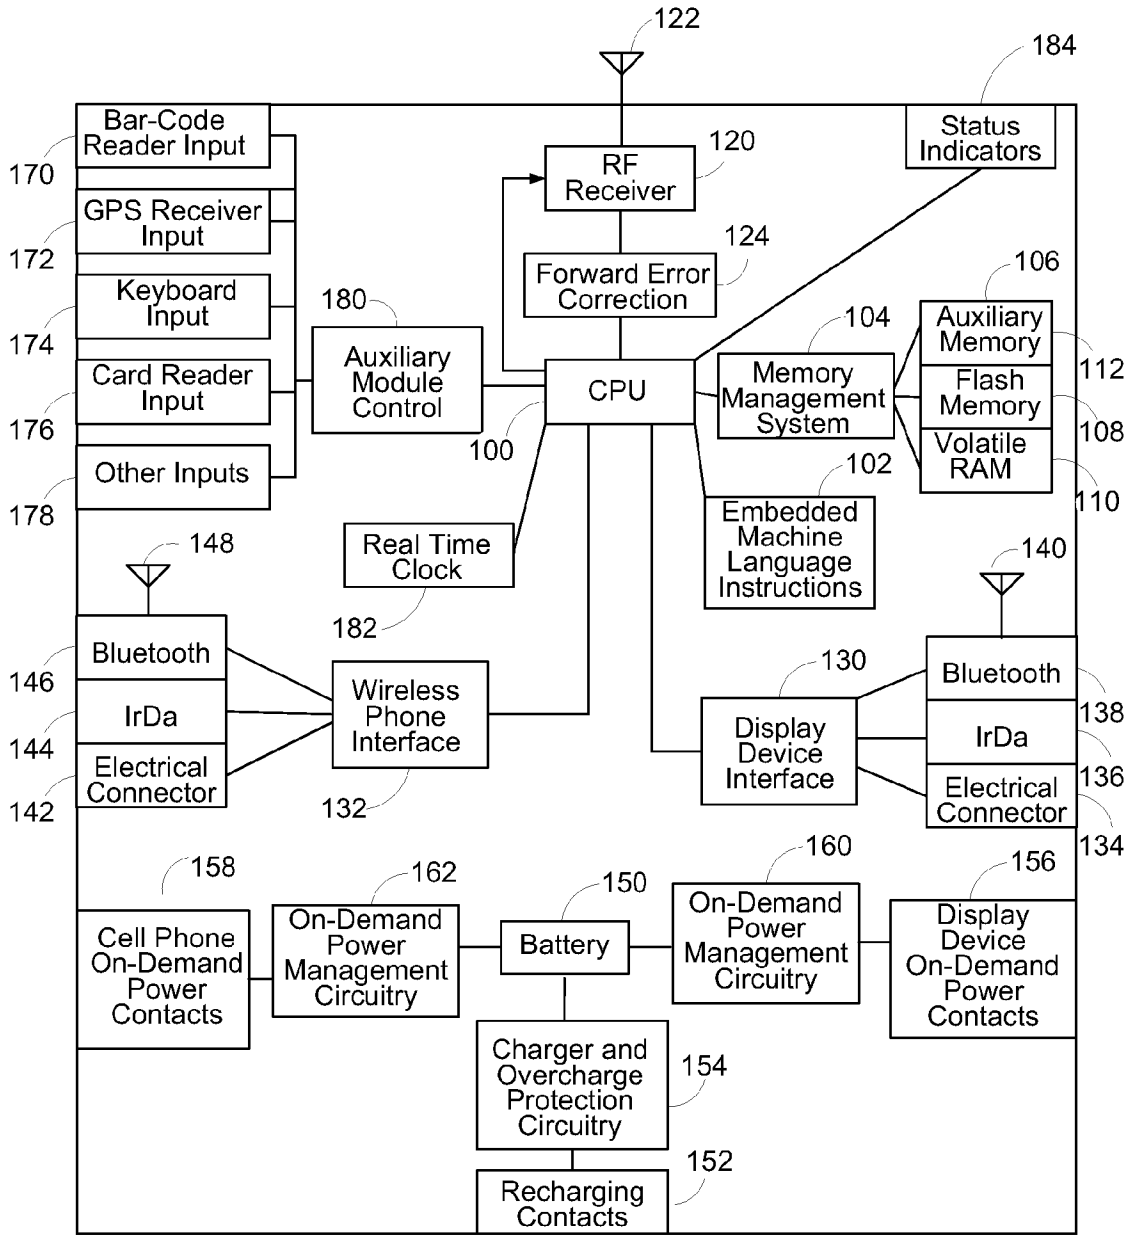 122
184
Bar-Code
Reader Input
170
RF
Receiver
120
Status
Indicators
GPS Receiver
Input
172
Forward Error
Correction
124
106
Keyboard
Input
174
180
104
Auxiliary
Memory
112
Auxiliary
Module
Control
CPU
100
Memory
Management
System
Flash
Memory
108
Card Reader
Input
176
Volatile
RAM
110
Other Inputs
178
102
Embedded
Machine
Language
Instructions
Real Time
Clock
182
148
140
Bluetooth
146
IrDa
144
Electrical
Connector
142
Wireless
Phone
Interface
132
130
Display
Device
Interface
Bluetooth
138
IrDa
136
Electrical
Connector
134
158
162
150
160
156
Cell Phone
On-Demand
Power
Contacts
On-Demand
Power
Management
Circuitry
Battery
On-Demand
Power
Management
Circuitry
Display
Device
On-Demand
Power
Contacts
Charger and
Overcharge
Protection
Circuitry
154
152
Recharging
Contacts